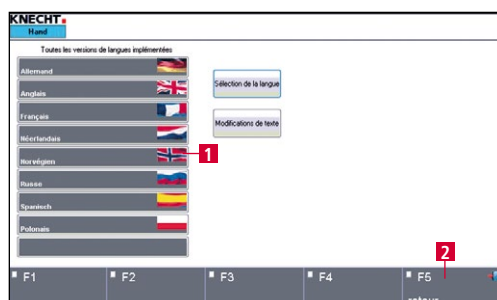 KNECHT
Hand
Toutes les versions de langues implémentées
Allemand
Anglais
Français
Néerlandais
Norvégien
Russe
Spanisch
Polonais
Sélection de la langue
Modifications de texte
1
2
F1
F2
F3
F4
F5
retour